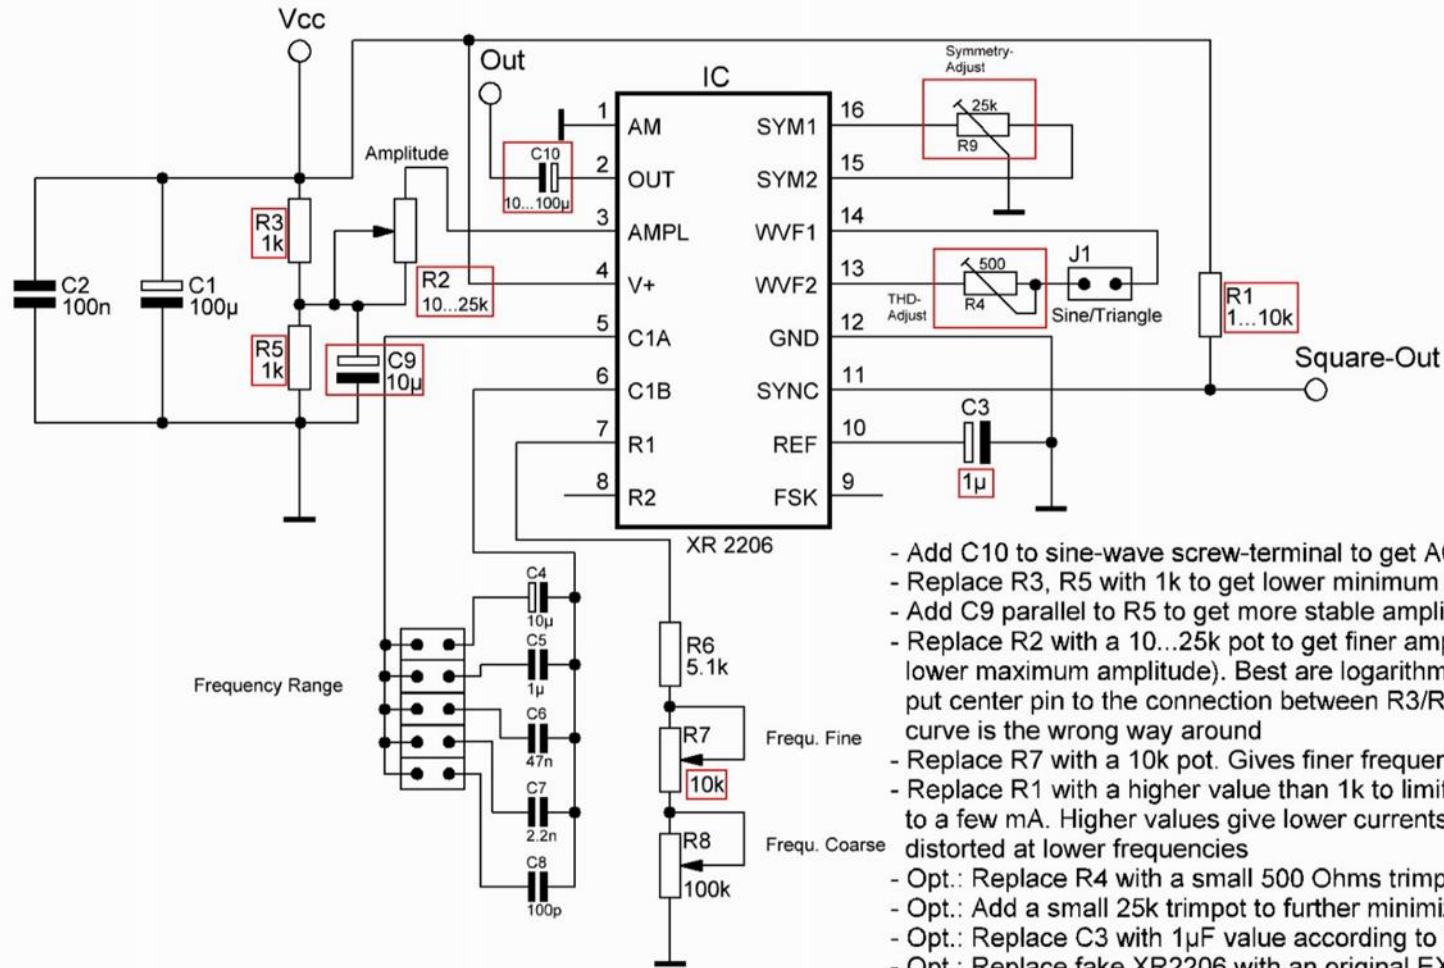 Vcc
Out
IC
Symmetry-
Adjust
25k
R9
1
AM
SYM1
16
C10
10...100µ
2
OUT
SYM2
15
Amplitude
3
AMPL
WVF1
14
R3
1k
R2
10...25k
4
V+
WVF2
13
500
R4
THD-
Adjust
J1
Sine/Triangle
C2
100n
C1
100µ
R1
1...10k
5
C1A
GND
12
R5
1k
C9
10µ
6
C1B
SYNC
11
Square-Out
7
R1
REF
10
C3
1µ
8
R2
FSK
9
XR 2206
C4
10µ
C5
1µ
Frequency Range
C6
47n
C7
2.2n
C8
100p
R6
5.1k
R7
10k
Frequ. Fine
R8
100k
Frequ. Coarse
- Add C10 to sine-wave screw-terminal to get
- Replace R3, R5 with 1k to get lower minimum
- Add C9 parallel to R5 to get more stable
- Replace R2 with a 10...25k pot to get finer
lower maximum amplitude). Best are
put center pin to the connection between
curve is the wrong way around
- Replace R7 with a 10k pot. Gives finer
- Replace R1 with a higher value than 1k to
to a few mA. Higher values give lower currents
distorted at lower frequencies
- Opt.: Replace R4 with a small 500 Ohms
- Opt.: Add a small 25k trimpot to further
- Opt.: Replace C3 with 1µF value according to
- Opt.: Replace fake XR2206 with an original